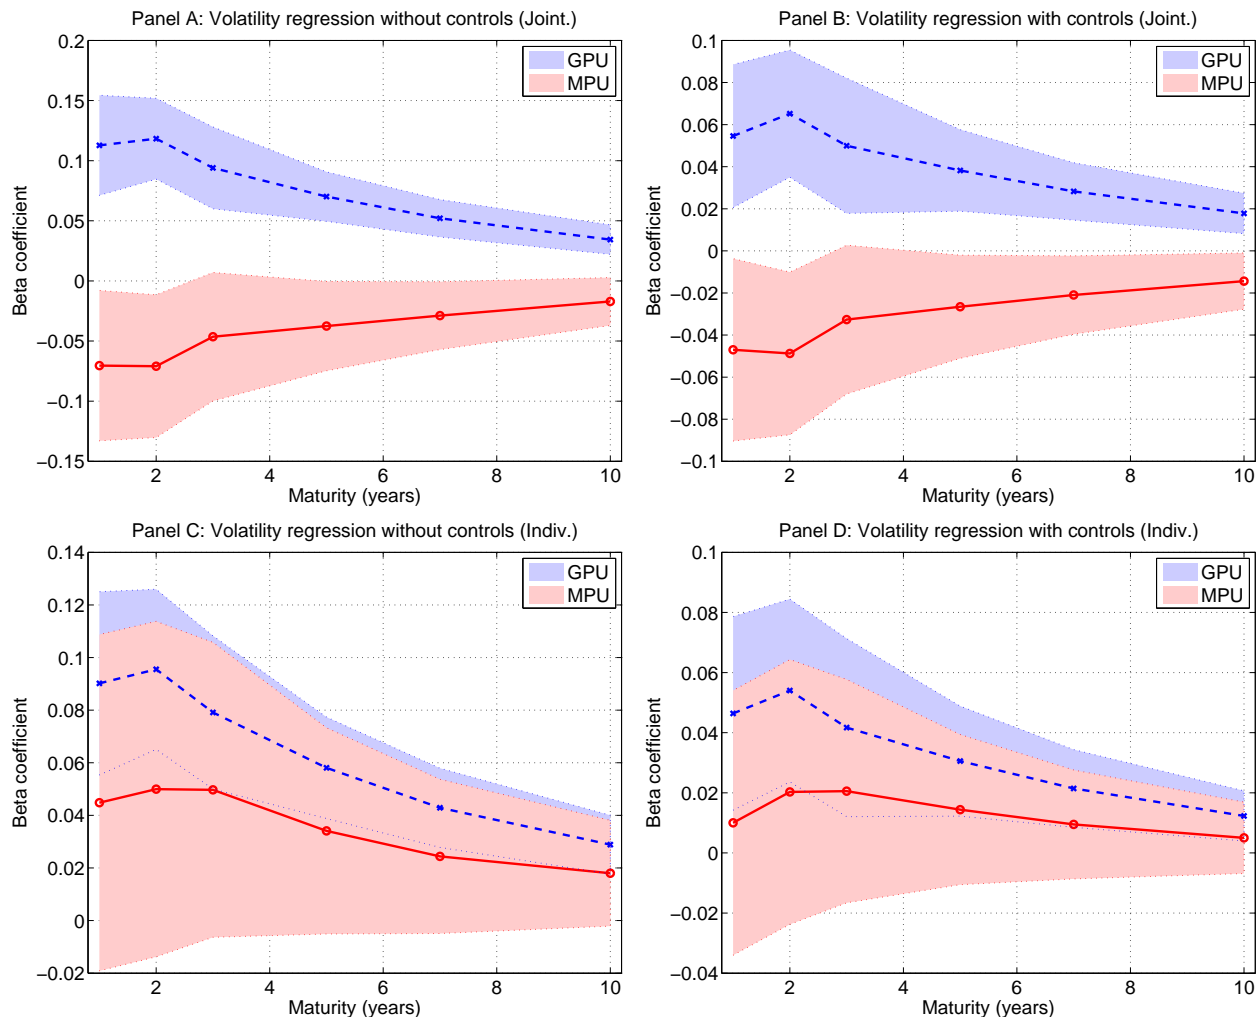 Panel A: Volatility regression without controls (Joint.)
0.2
0.15
0.1
0.05
0
−0.05
−0.1
−0.15
Beta coefficient
2 4 6 8 10
Maturity (years)
GPU
MPU
Panel B: Volatility regression with controls (Joint.)
0.1
0.08
0.06
0.04
0.02
0
−0.02
−0.04
−0.06
−0.08
−0.1
Beta coefficient
2 4 6 8 10
Maturity (years)
GPU
MPU
Panel C: Volatility regression without controls (Indiv.)
0.14
0.12
0.1
0.08
0.06
0.04
0.02
0
−0.02
Beta coefficient
2 4 6 8 10
Maturity (years)
GPU
MPU
Panel D: Volatility regression with controls (Indiv.)
0.1
0.08
0.06
0.04
0.02
0
−0.02
−0.04
Beta coefficient
2 4 6 8 10
Maturity (years)
GPU
MPU